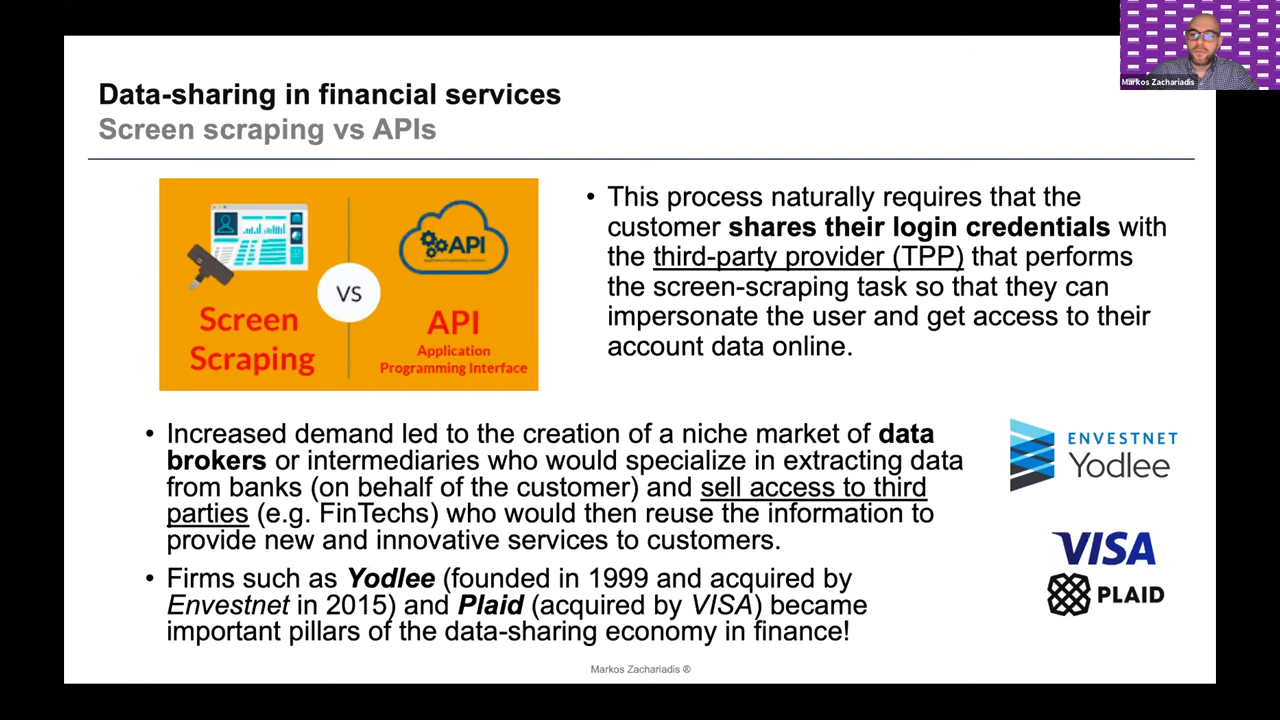 Markos Zachariadis
Data-sharing in financial services
Screen scraping vs APIs
API
VS
Screen
Scraping
API
Application
Programming Interface
• This process naturally requires that the
customer shares their login credentials with
the third-party provider (TPP) that performs
the screen-scraping task so that they can
impersonate the user and get access to their
account data online.
• Increased demand led to the creation of a niche market of data
brokers or intermediaries who would specialize in extracting data
from banks (on behalf of the customer) and sell access to third
parties (e.g. FinTechs) who would then reuse the information to
provide new and innovative services to customers.
• Firms such as Yodlee (founded in 1999 and acquired by
Envestnet in 2015) and Plaid (acquired by VISA) became
important pillars of the data-sharing economy in finance!
ENVESTNET
Yodlee
VISA
PLAID
Markos Zachariadis ®